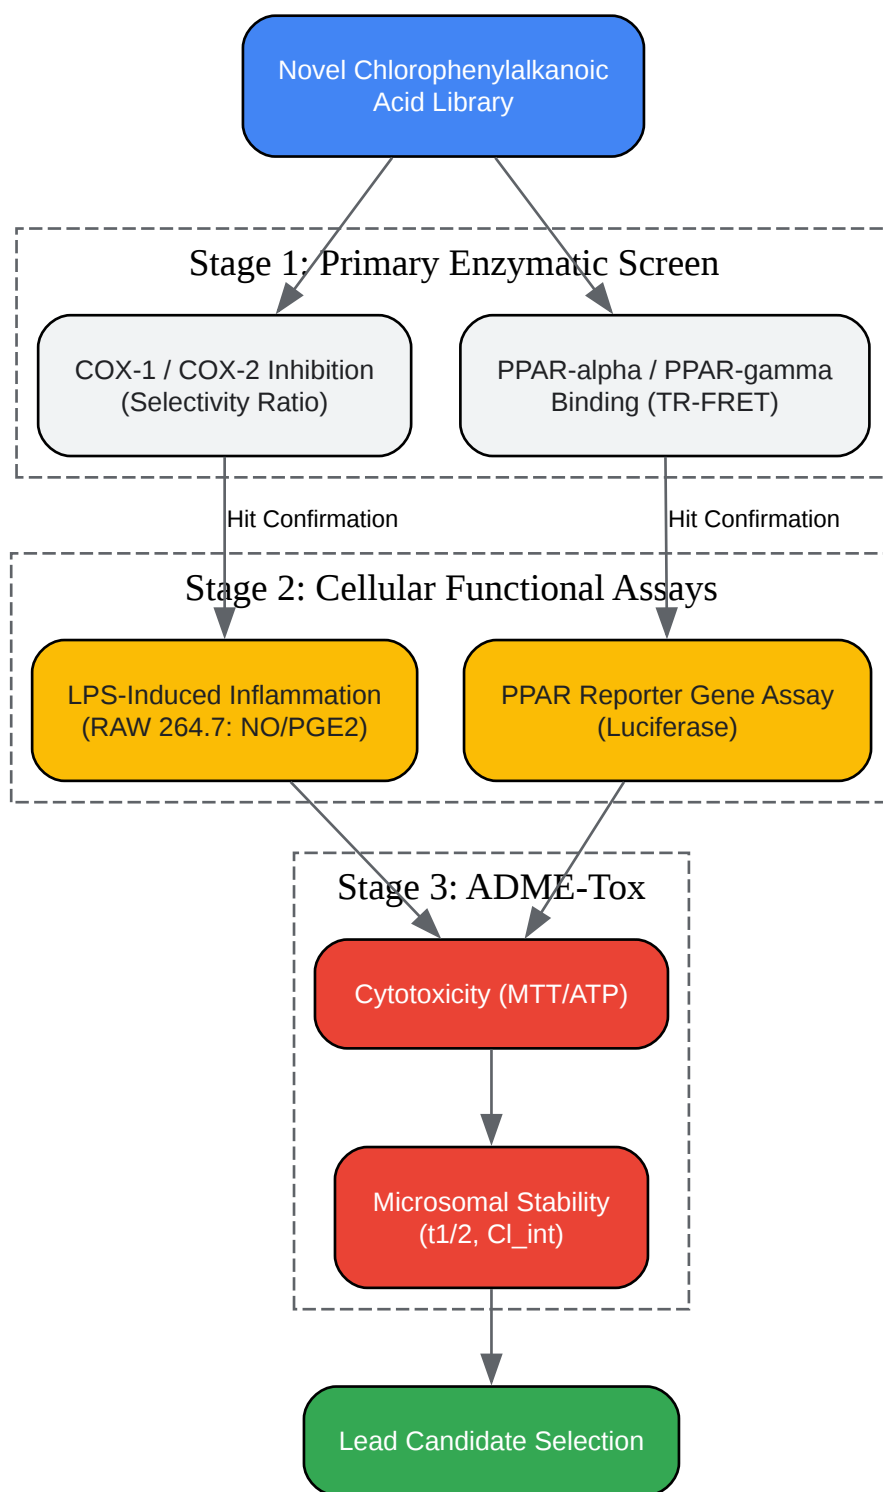 Novel Chlorophenylalkanoic
Acid Library
Stage 1: Primary Enzymatic Screen
COX-1 / COX-2 Inhibition
(Selectivity Ratio)
PPAR-alpha / PPAR-gamma
Binding (TR-FRET)
Hit Confirmation
Hit Confirmation
Stage 2: Cellular Functional Assays
LPS-Induced Inflammation
(RAW 264.7: NO/PGE2)
PPAR Reporter Gene Assay
(Luciferase)
Stage 3: ADME-Tox
Cytotoxicity (MTT/ATP)
Microsomal Stability
(t1/2, Cl_int)
Lead Candidate Selection